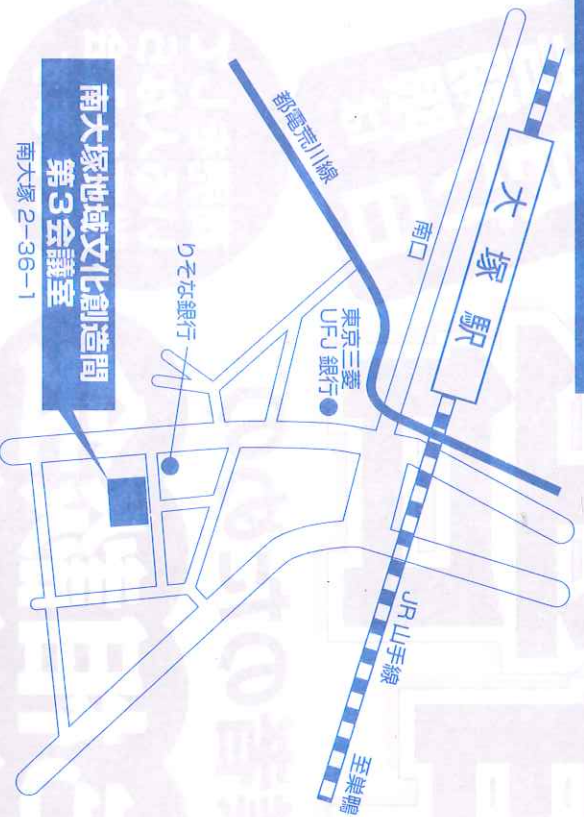 大塚駅
南口
都電荒川線
東京三菱
UFJ銀行
JR山手線
至巣鴨
りそな銀行
南大塚地域文化創造間
第3会議室
南大塚2-36-1